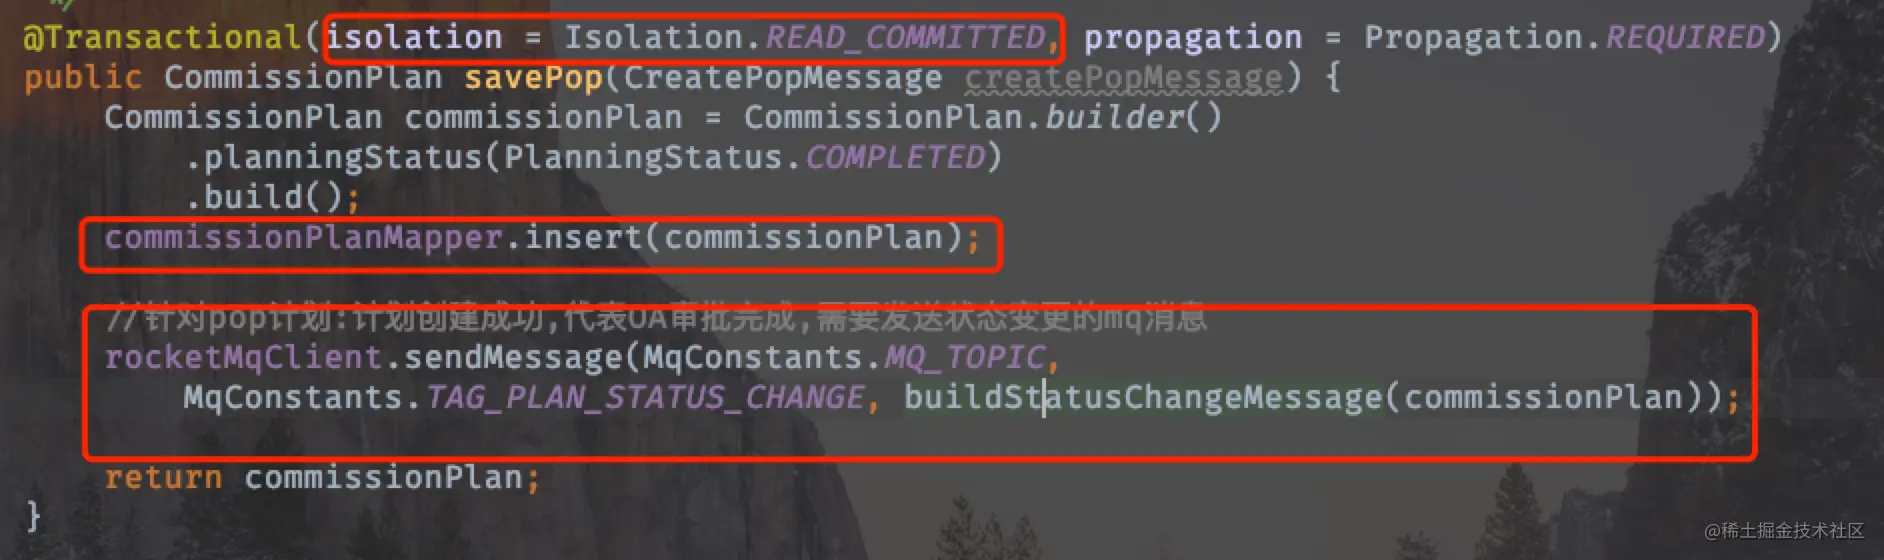 */
@Transactional(isolation = Isolation.READ_COMMITTED, propagation = Propagation.REQUIRED)
public CommissionPlan savePop(CreatePopMessage createPopMessage) {
CommissionPlan commissionPlan = CommissionPlan.builder()
.planningStatus(PlanningStatus.COMPLETED)
.build();
commissionPlanMapper.insert(commissionPlan);
//针对pop计划:计划创建成功,代表OA审批完成,需要发送状态变更的mq消息
rocketMqClient.sendMessage(MqConstants.MQ_TOPIC,
MqConstants.TAG_PLAN_STATUS_CHANGE, buildStatusChangeMessage(commissionPlan));
return commissionPlan;
}
@稀土掘金技术社区